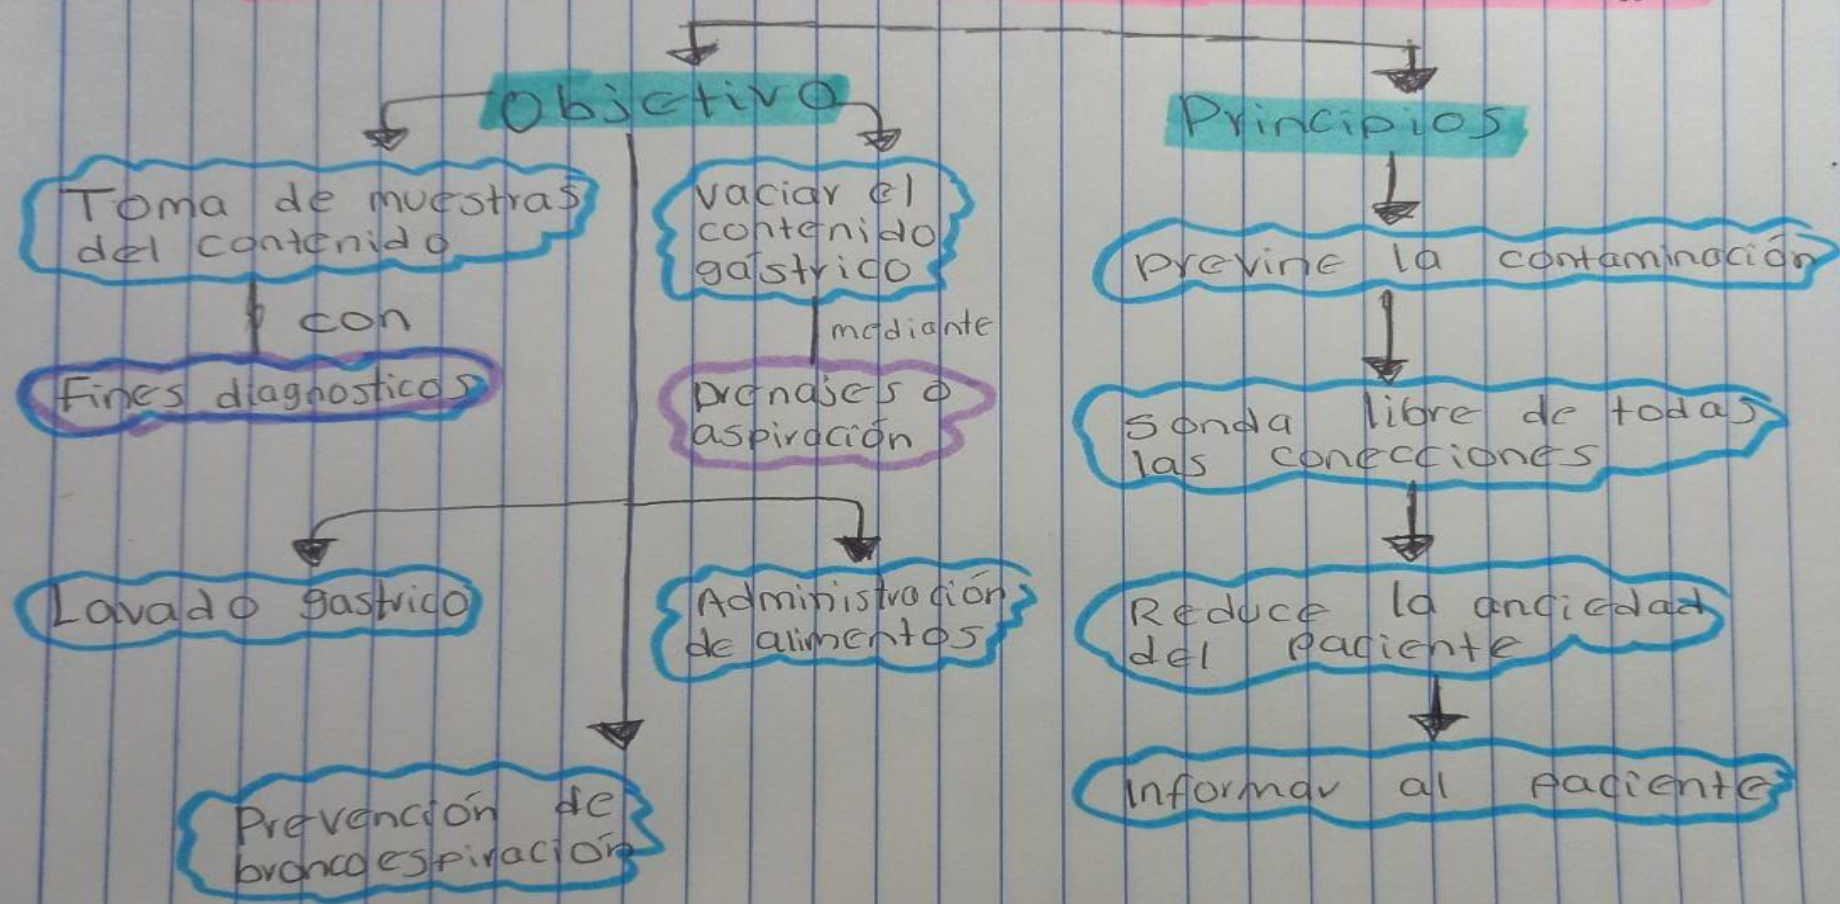 Objetivo
Principios
Toma de muestras
del contenido
con
Fines diagnosticos
vaciar el
contenido
gástrico
mediante
Drenajes o
aspiración
Lavado gastrico
Administración
de alimentos
Prevención de
broncoespiración
previne la contaminación
sonda libre de todas
las conecciones
Reduce la anciedad
del paciente
Informar al paciente